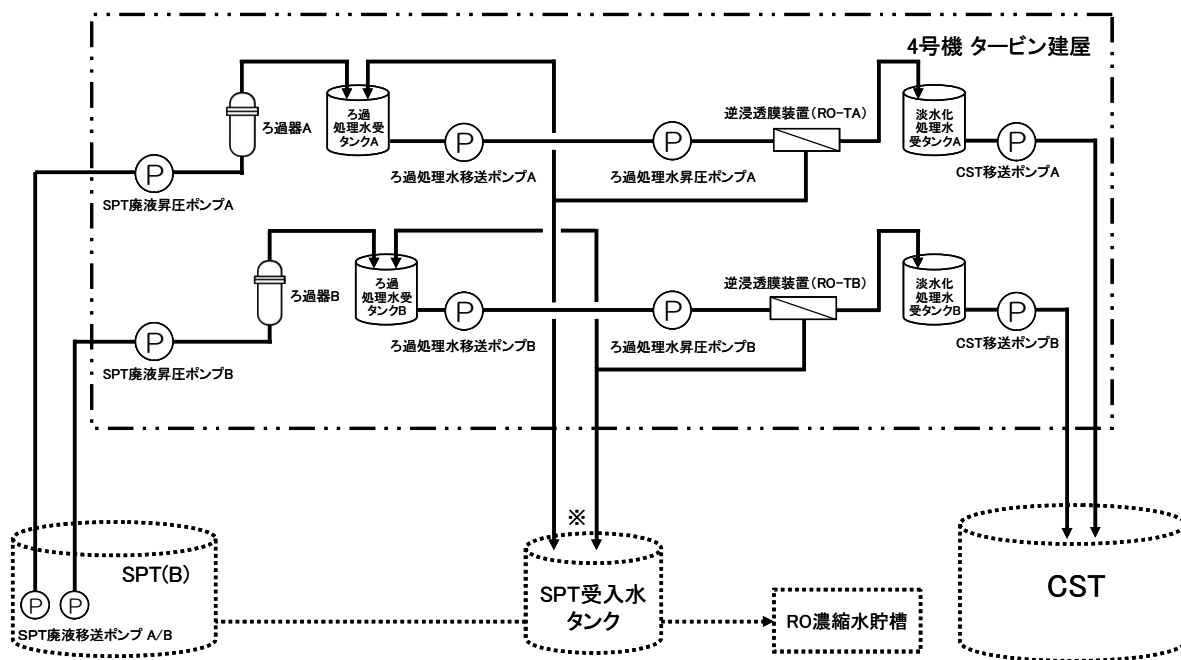 4号機 タービン建屋
ろ過器A
ろ過
処理水受
タンクA
逆浸透膜装置(RO-TA)
淡水化
処理水
受タンクA
P
P
P
P
SPT廃液昇圧ポンプA
ろ過処理水移送ポンプA
ろ過処理水昇圧ポンプA
CST移送ポンプA
ろ過器B
ろ過
処理水受
タンクB
逆浸透膜装置(RO-TB)
淡水化
処理水
受タンクB
P
P
P
P
SPT廃液昇圧ポンプB
ろ過処理水移送ポンプB
ろ過処理水昇圧ポンプB
CST移送ポンプB
※
SPT(B)
P
P
SPT廃液移送ポンプ A/B
SPT受入水
タンク
RO濃縮水貯槽
CST